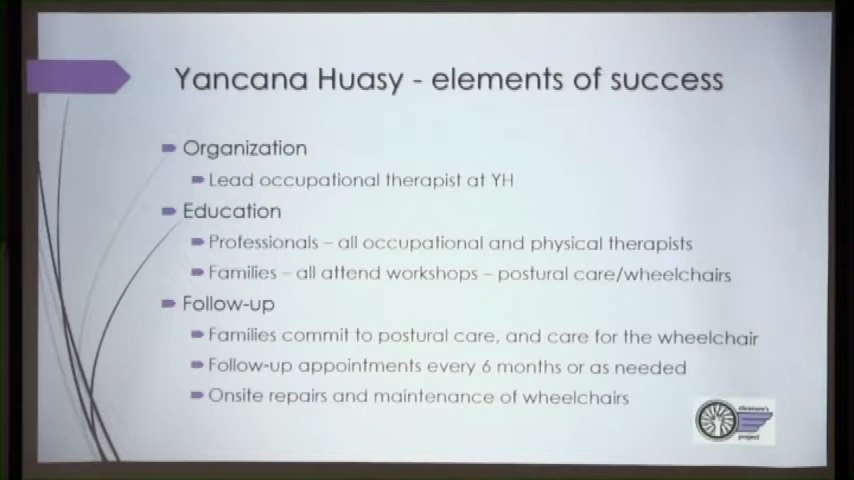 Yancana Huasy - elements of success
Organization
Lead occupational therapist at YH
Education
Professionals – all occupational and physical therapists
Families – all attend workshops – postural care/wheelchairs
Follow-up
Families commit to postural care, and care for the wheelchair
Follow-up appointments every 6 months or as needed
Onsite repairs and maintenance of wheelchairs
eleanore's
project